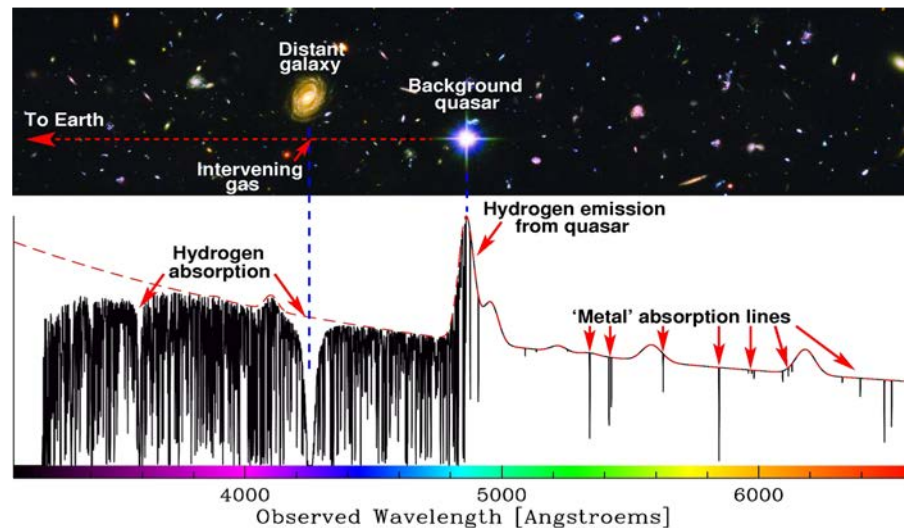 Distant
galaxy
Background
quasar
To Earth
Intervening
gas
Hydrogen emission
from quasar
Hydrogen
absorption
'Metal' absorption lines
4000 5000 6000
Observed Wavelength [Angstroems]